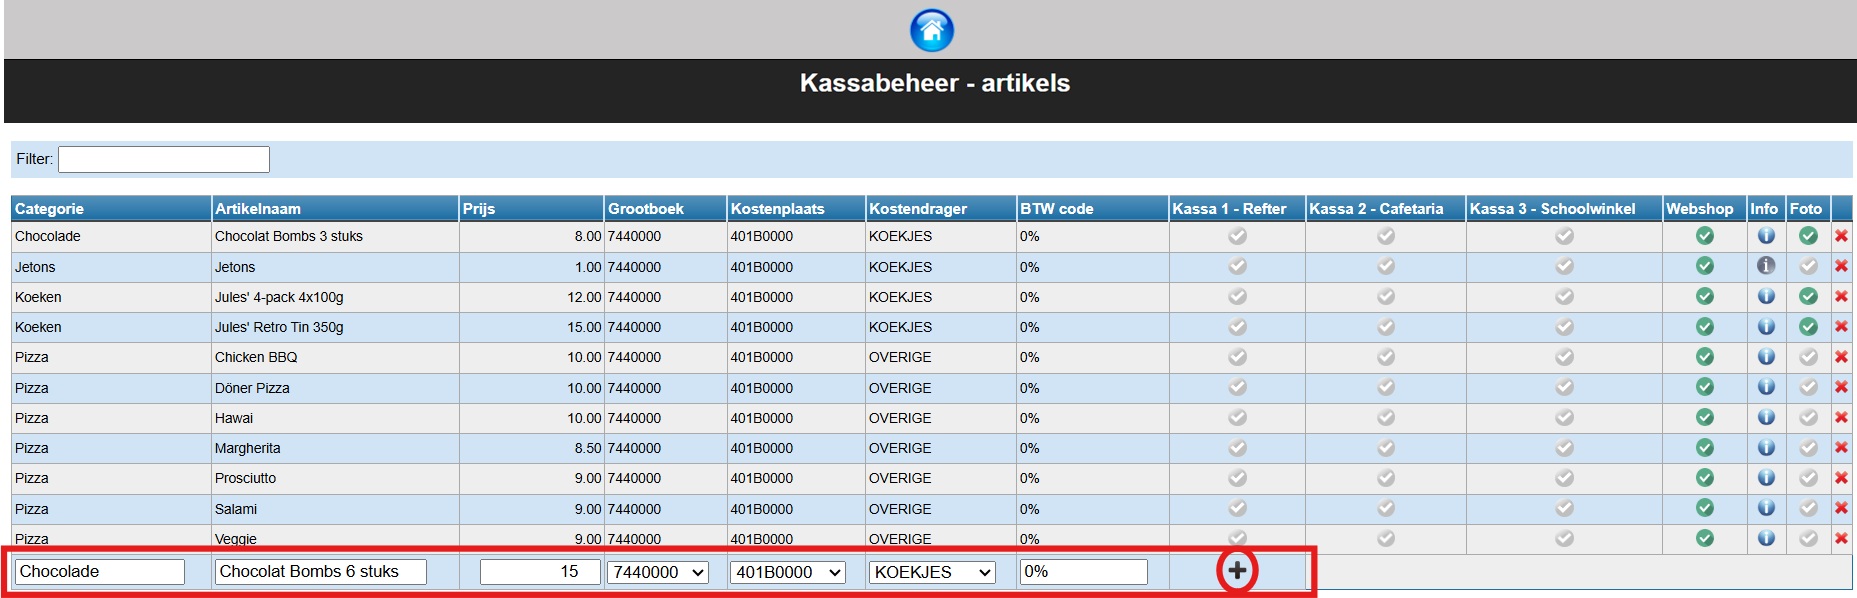 Kassabeheer - artikels
Filter:
Categorie Artikelnaam Prijs Grootboek Kostenplaats Kostendrager BTW code Kassa 1 - Refter Kassa 2 - Cafetaria Kassa 3 - Schoolwinkel Webshop Info Foto
Chocolade Chocolat Bombs 3 stuks 8.00 7440000 401B0000 KOEKJES 0%
Jetons Jetons 1.00 7440000 401B0000 KOEKJES 0%
Koeken Jules' 4-pack 4x100g 12.00 7440000 401B0000 KOEKJES 0%
Koeken Jules' Retro Tin 350g 15.00 7440000 401B0000 KOEKJES 0%
Pizza Chicken BBQ 10.00 7440000 401B0000 OVERIGE 0%
Pizza Döner Pizza 10.00 7440000 401B0000 OVERIGE 0%
Pizza Hawai 10.00 7440000 401B0000 OVERIGE 0%
Pizza Margherita 8.50 7440000 401B0000 OVERIGE 0%
Pizza Prosciutto 9.00 7440000 401B0000 OVERIGE 0%
Pizza Salami 9.00 7440000 401B0000 OVERIGE 0%
Pizza Veggie 9.00 7440000 401B0000 OVERIGE 0%
Chocolade Chocolat Bombs 6 stuks 15 7440000 401B0000 KOEKJES 0%